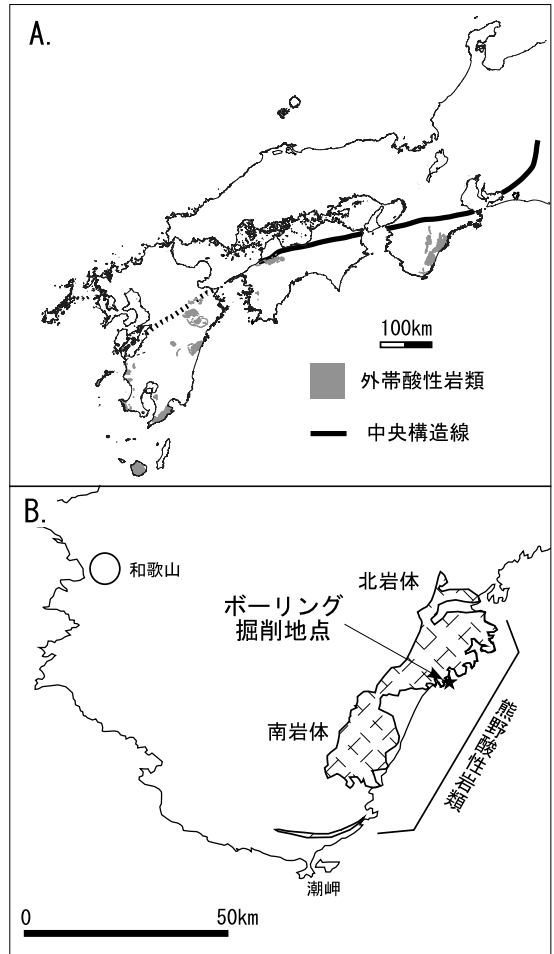 A.
100km
外帯酸性岩類
中央構造線
B.
和歌山
北岩体
ボーリング
掘削地点
南岩体
熊野酸性岩類
潮岬
0
50km